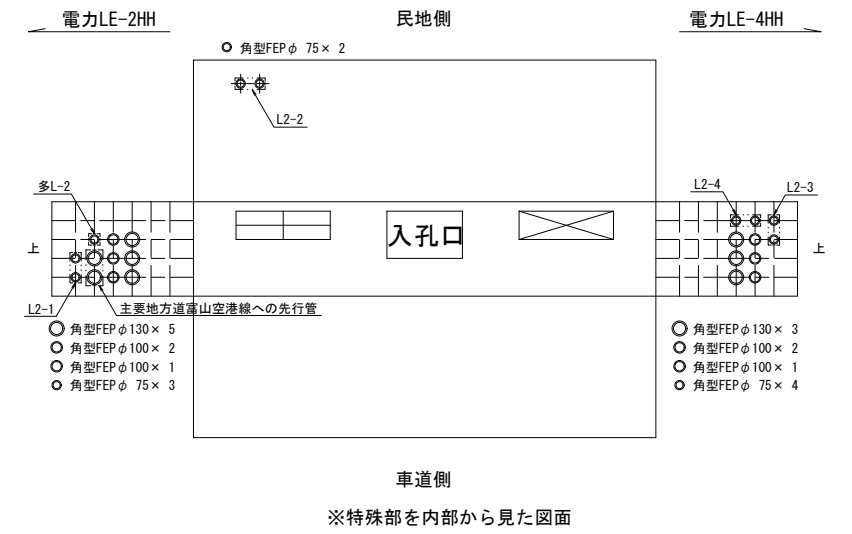 電力LE-2HH
民地側
電力LE-4HH
角型FEPφ 75× 2
L2-2
多L-2
L2-4
L2-3
入孔口
上
上
L2-1
主要地方道富山空港線への先行管
角型FEPφ130× 5
角型FEPφ100× 2
角型FEPφ100× 1
角型FEPφ 75× 3
角型FEPφ130× 3
角型FEPφ100× 2
角型FEPφ100× 1
角型FEPφ 75× 4
車道側
※特殊部を内部から見た図面